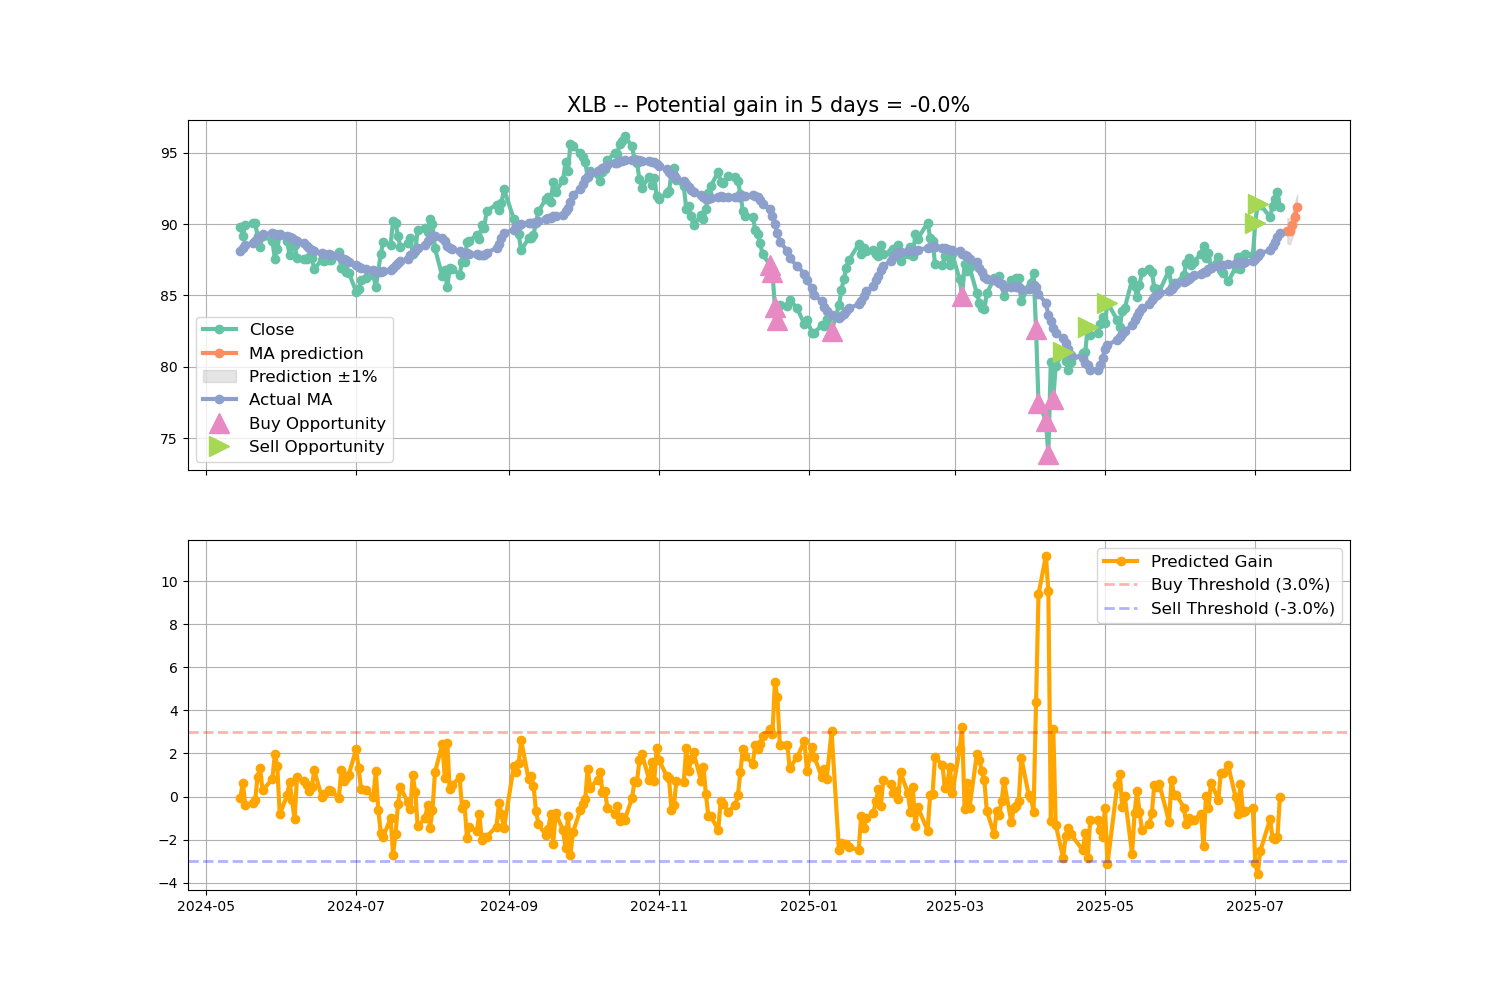 XLB -- Potential gain in 5 days = -0.0%
95
90
85
80
75
Close
MA prediction
Prediction ±1%
Actual MA
Buy Opportunity
Sell Opportunity
10
8
6
4
2
0
−2
−4
Predicted Gain
Buy Threshold (3.0%)
Sell Threshold (-3.0%)
2024-05 2024-07 2024-09 2024-11 2025-01 2025-03 2025-05 2025-07